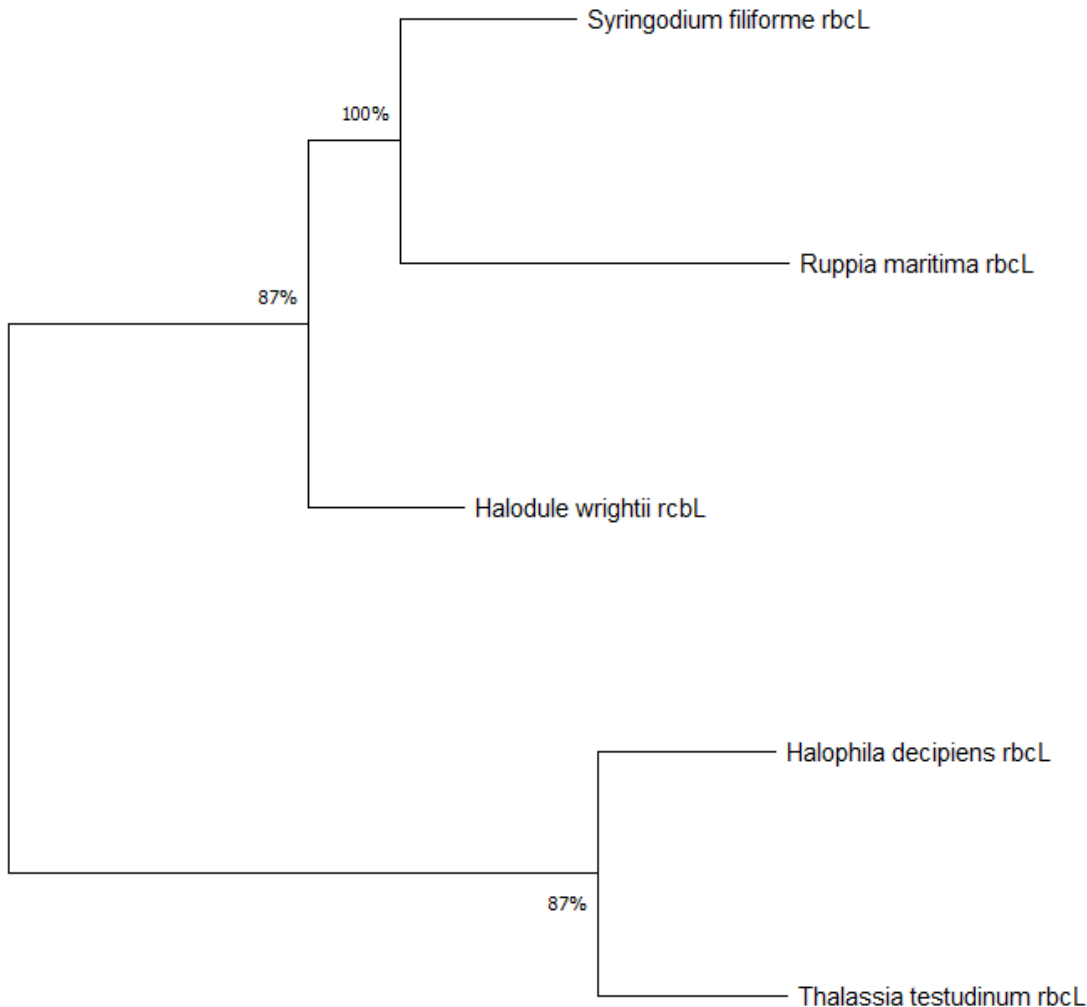 Syringodium filiforme rbcL
100%
Ruppia maritima rbcL
87%
Halodule wrightii rcbL
Halophila decipiens rbcL
87%
Thalassia testudinum rbcL